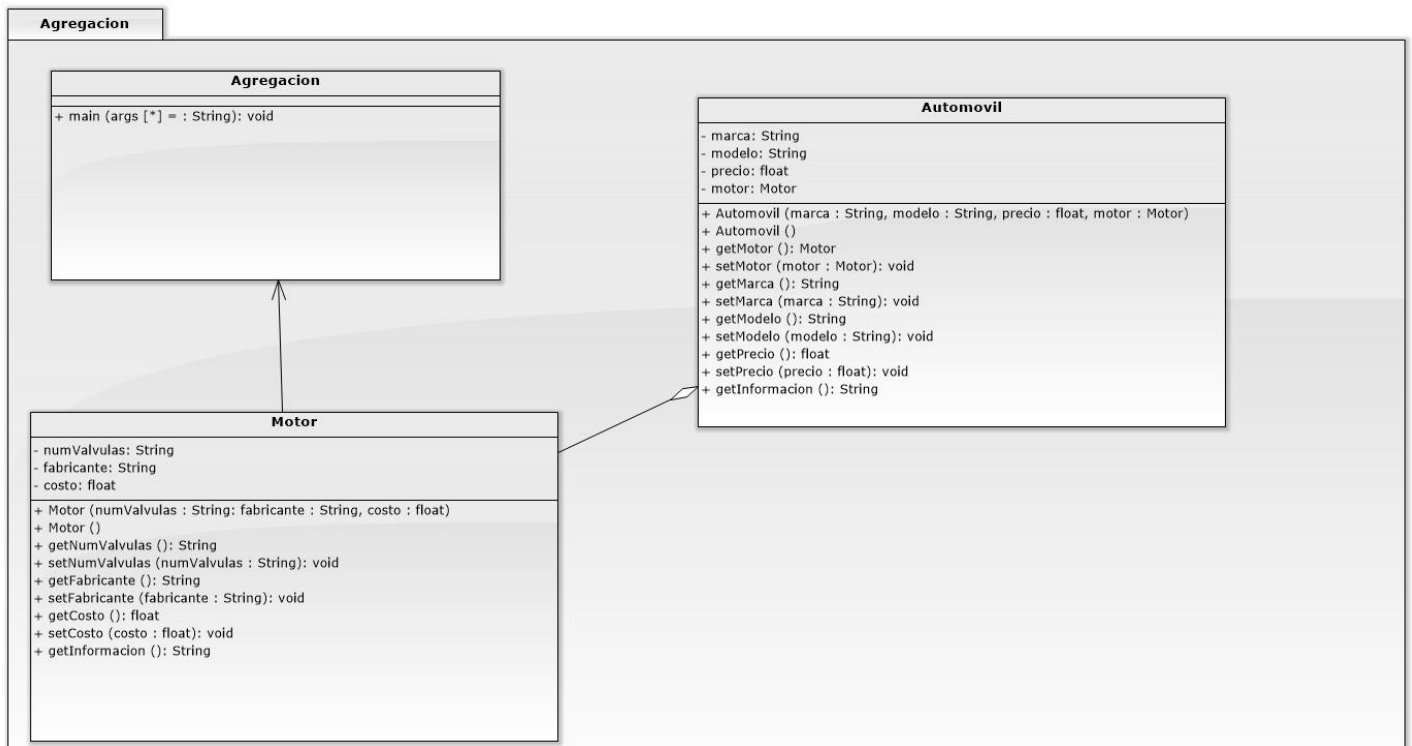 Agregacion
Agregacion
+ main (args [*] = : String): void
Automovil
- marca: String
- modelo: String
- precio: float
- motor: Motor
+ Automovil (marca : String, modelo : String, precio : float, motor : Motor)
+ Automovil ()
+ getMotor (): Motor
+ setMotor (motor : Motor): void
+ getMarca (): String
+ setMarca (marca : String): void
+ getModelo (): String
+ setModelo (modelo : String): void
+ getPrecio (): float
+ setPrecio (precio : float): void
+ getInformacion (): String
Motor
- numValvulas: String
- fabricante: String
- costo: float
+ Motor (numValvulas : String: fabricante : String, costo : float)
+ Motor ()
+ getNumValvulas (): String
+ setNumValvulas (numValvulas : String): void
+ getFabricante (): String
+ setFabricante (fabricante : String): void
+ getCosto (): float
+ setCosto (costo : float): void
+ getInformacion (): String